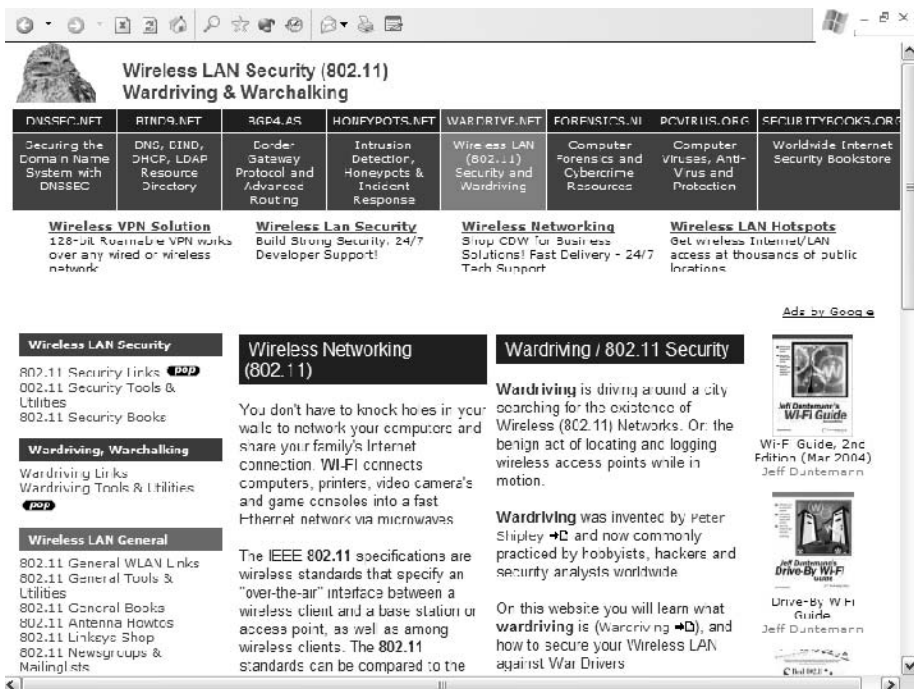 Wireless LAN Security (802.11)
Wardriving & Warchalking
DNSSEC.NET
BIND9.NET
BGP4.AS
HONEYPOTS.NET
WARDRIVE.NET
FORENSICS.NL
PCVIRUS.ORG
SECURITYBOOKS.ORG
Securing the
Domain Name
System with
DNSSEC
DNS, BIND,
DHCP, LDAP
Resource
Directory
Border
Gateway
Protocol and
Advanced
Routing
Intrusion
Detection,
Honeypots &
Incident
Response
Wireless LAN
(802.11)
Security and
Wardriving
Computer
Forensics and
Cybercrime
Resources
Computer
Viruses, Anti-
Virus and
Protection
Worldwide Internet
Security Bookstore
Wireless VPN Solution
128-bit Roamable VPN works
over any wired or wireless
network
Wireless Lan Security
Build Strong Security. 24/7
Developer Support!
Wireless Networking
Shop CDW for Business
Solutions! Fast Delivery - 24/7
Tech Support
Wireless LAN Hotspots
Get wireless Internet/LAN
access at thousands of public
locations
Ads by Google
Wireless LAN Security
802.11 Security Links pop
802.11 Security Tools &
Utilities
802.11 Security Books
Wardriving, Warchalking
Wardriving Links
Wardriving Tools & Utilities
pop
Wireless LAN General
802.11 General WLAN Links
802.11 General Tools &
Utilities
802.11 General Books
802.11 Antenna Howtos
802.11 Linksys Shop
802.11 Newsgroups &
Mailinglists
Wireless Networking
(802.11)
You don't have to knock holes in your
walls to network your computers and
share your family's Internet
connection. WI-FI connects
computers, printers, video camera's
and game consoles into a fast
Ethernet network via microwaves
The IEEE 802.11 specifications are
wireless standards that specify an
"over-the-air" interface between a
wireless client and a base station or
access point, as well as among
wireless clients. The 802.11
standards can be compared to the
Wardriving / 802.11 Security
Wardriving is driving around a city
searching for the existence of
Wireless (802.11) Networks. Or: the
benign act of locating and logging
wireless access points while in
motion.
Wardriving was invented by Peter
Shipley and now commonly
practiced by hobbyists, hackers and
security analysts worldwide
On this website you will learn what
wardriving is (Wardriving), and
how to secure your Wireless LAN
against War Drivers
Jeff Duntemann's
Wi-Fi Guide
Wi-Fi Guide, 2nd
Edition (Mar 2004)
Jeff Duntemann
Jeff Duntemann's
Drive-By Wi-Fi
Guide
Drive-By Wi-Fi
Guide
Jeff Duntemann